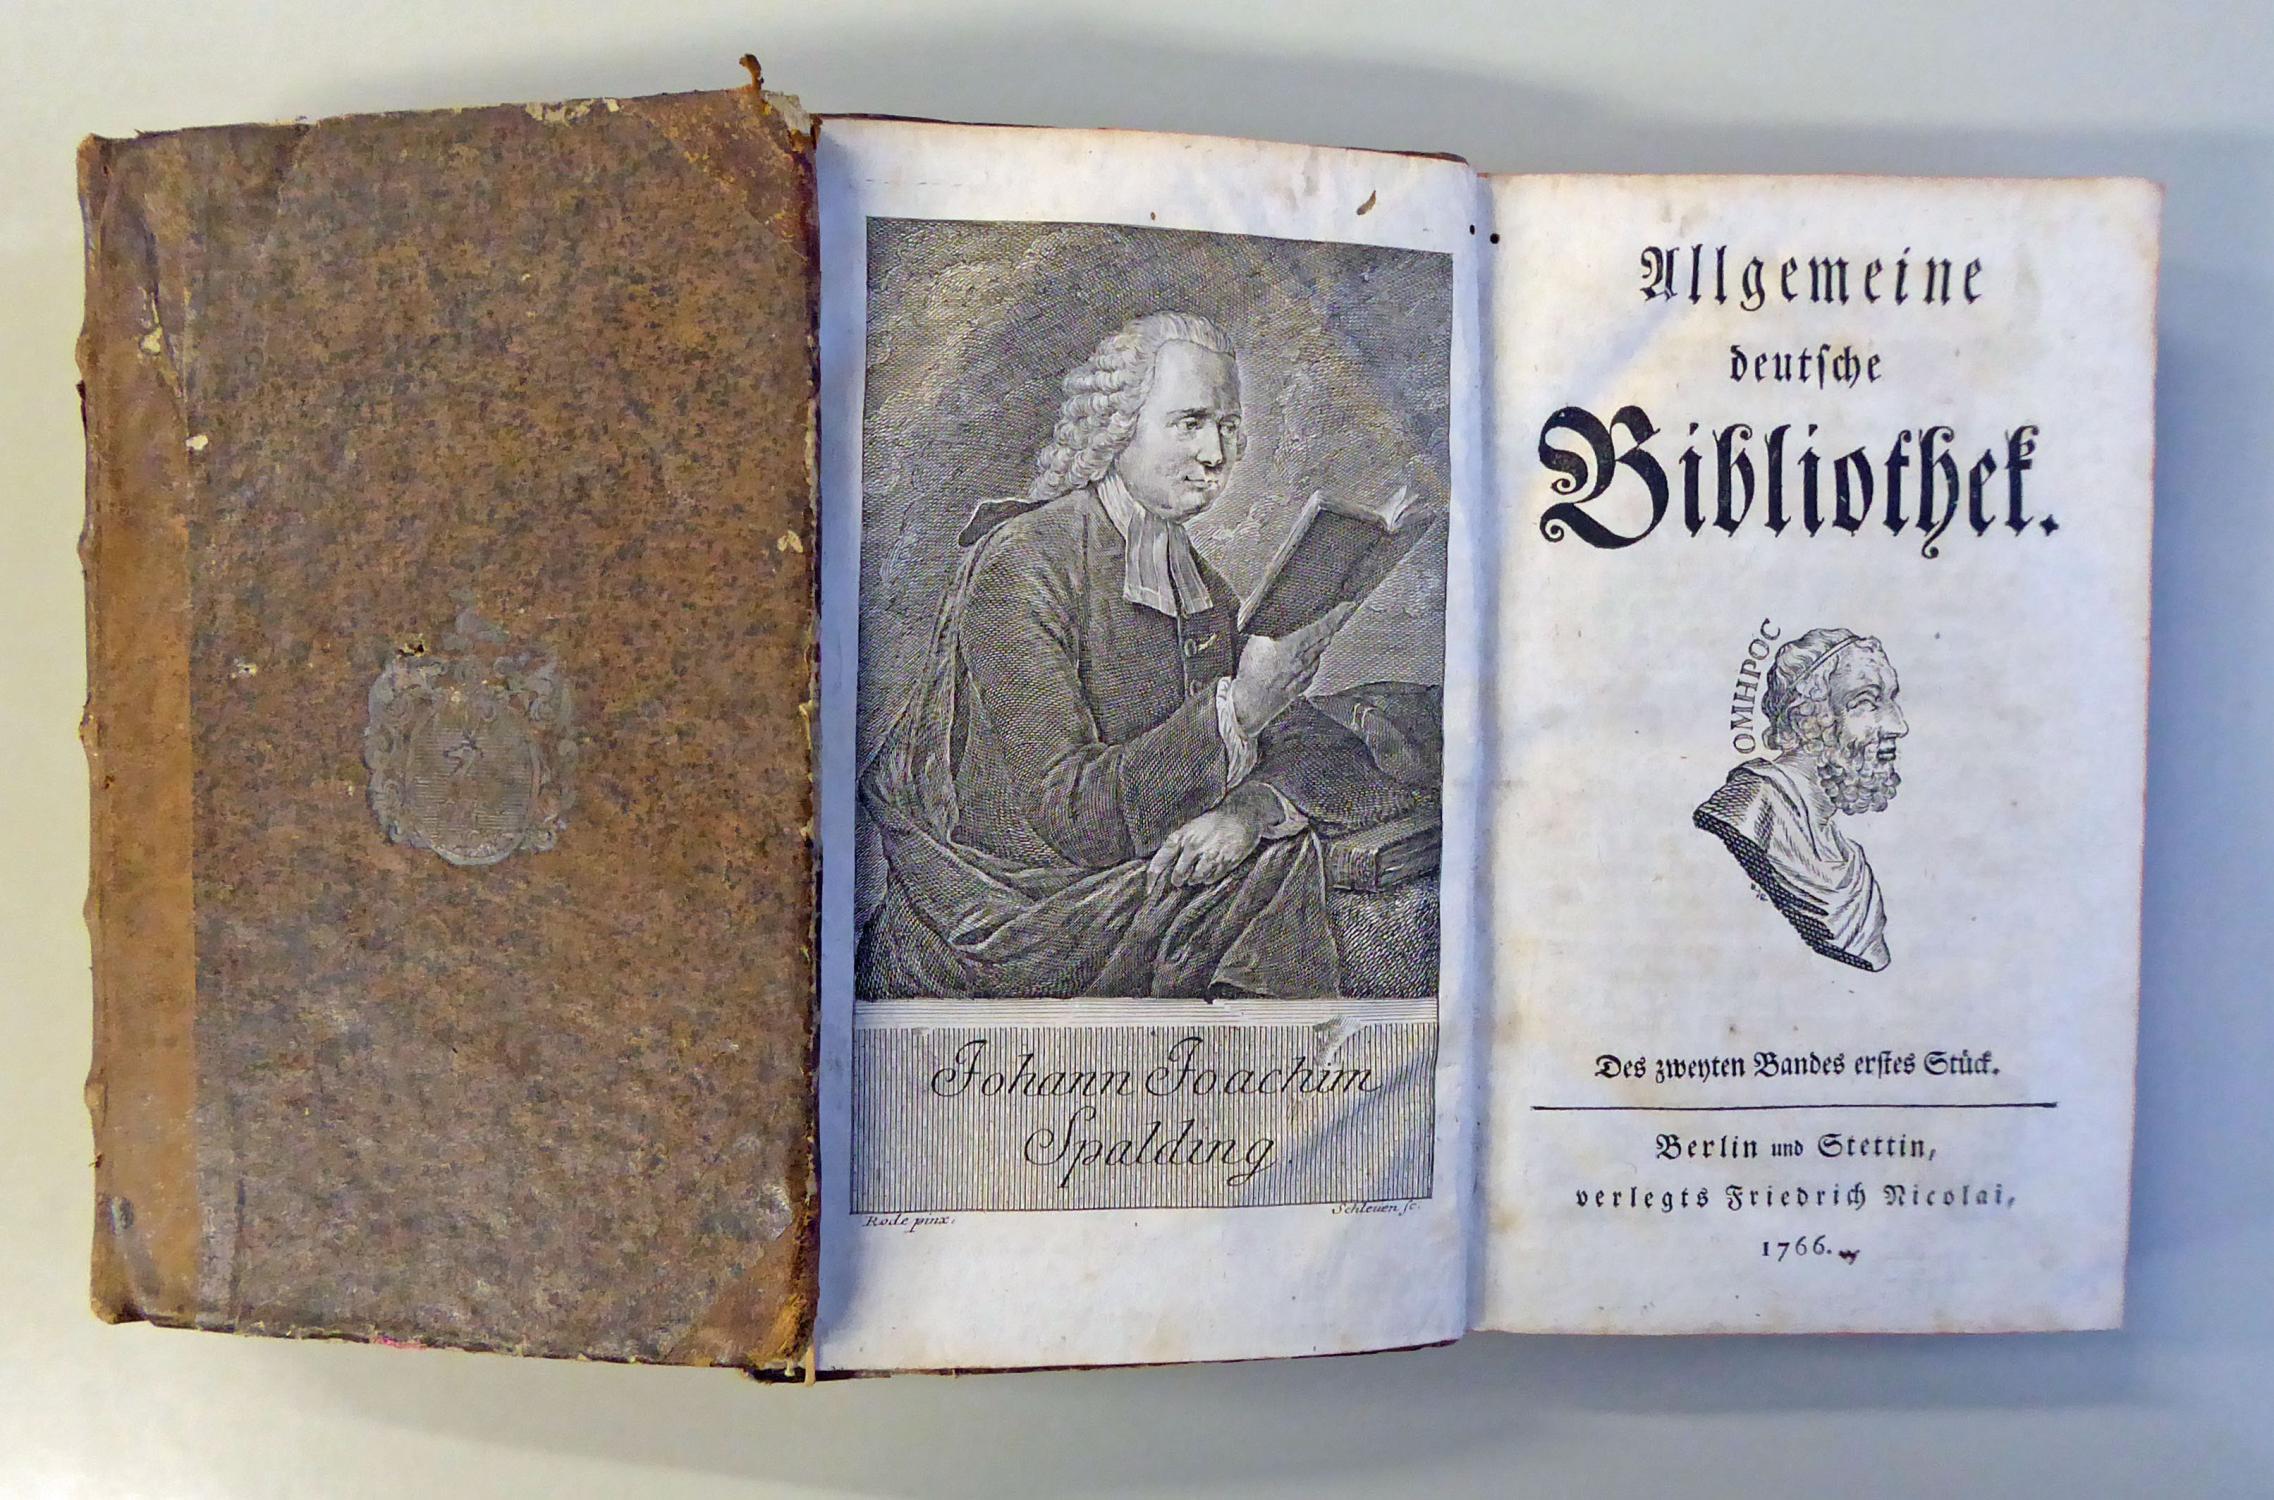 Johann Joachim
Spalding.
Rode pinx.
Schleuen ſc.
Allgemeine
deutſche
Bibliothek.
ΟΜΗΡΟC
Des zweyten Bandes erſtes Stück.
Berlin und Stettin,
verlegts Friedrich Nicolai,
1766.